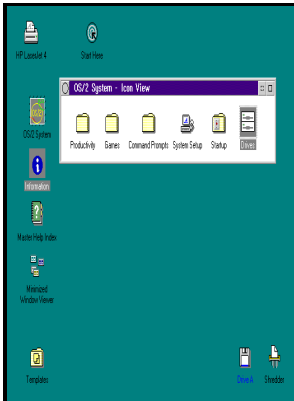 HP LaserJet 4
Start Here
OS/2 System - Icon View
OS/2 System
Productivity
Games
Command Prompts
System Setup
Startup
Drives
Information
Master Help Index
Minimized
Window Viewer
Templates
Drive A
Shredder